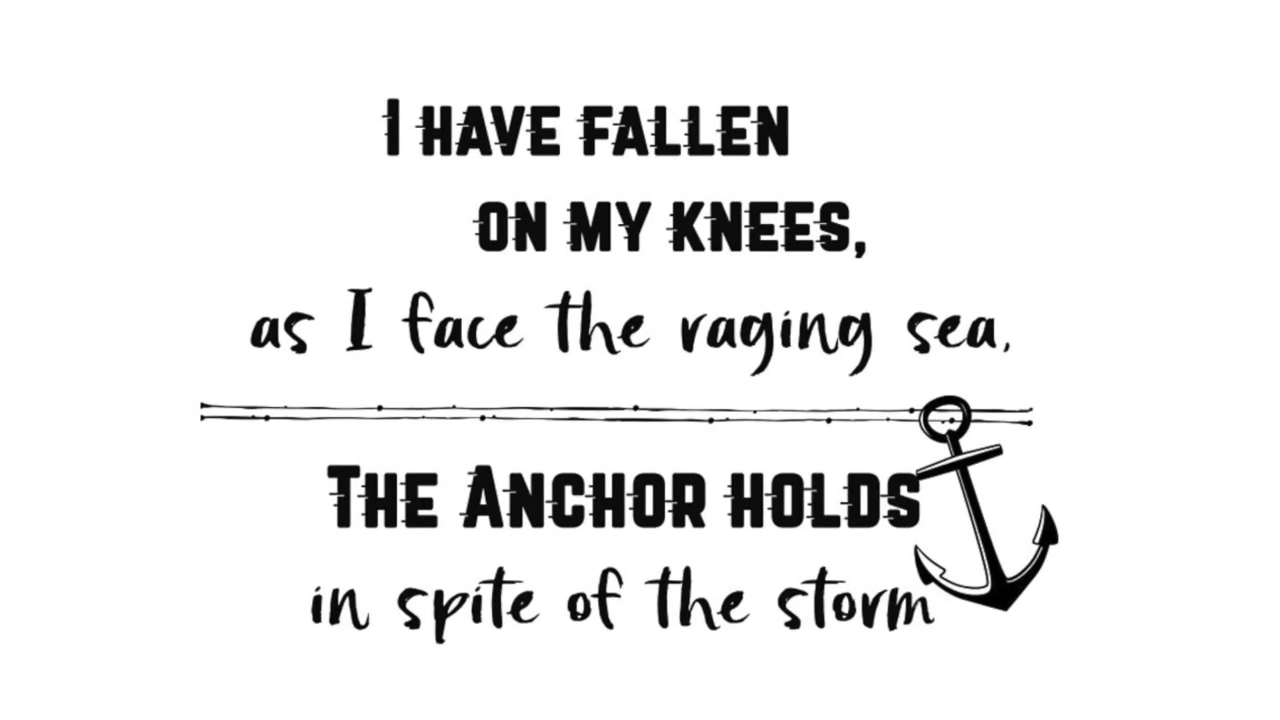 I HAVE FALLEN
ON MY KNEES,
as I face the raging sea,
THE ANCHOR HOLDS
in spite of the storm